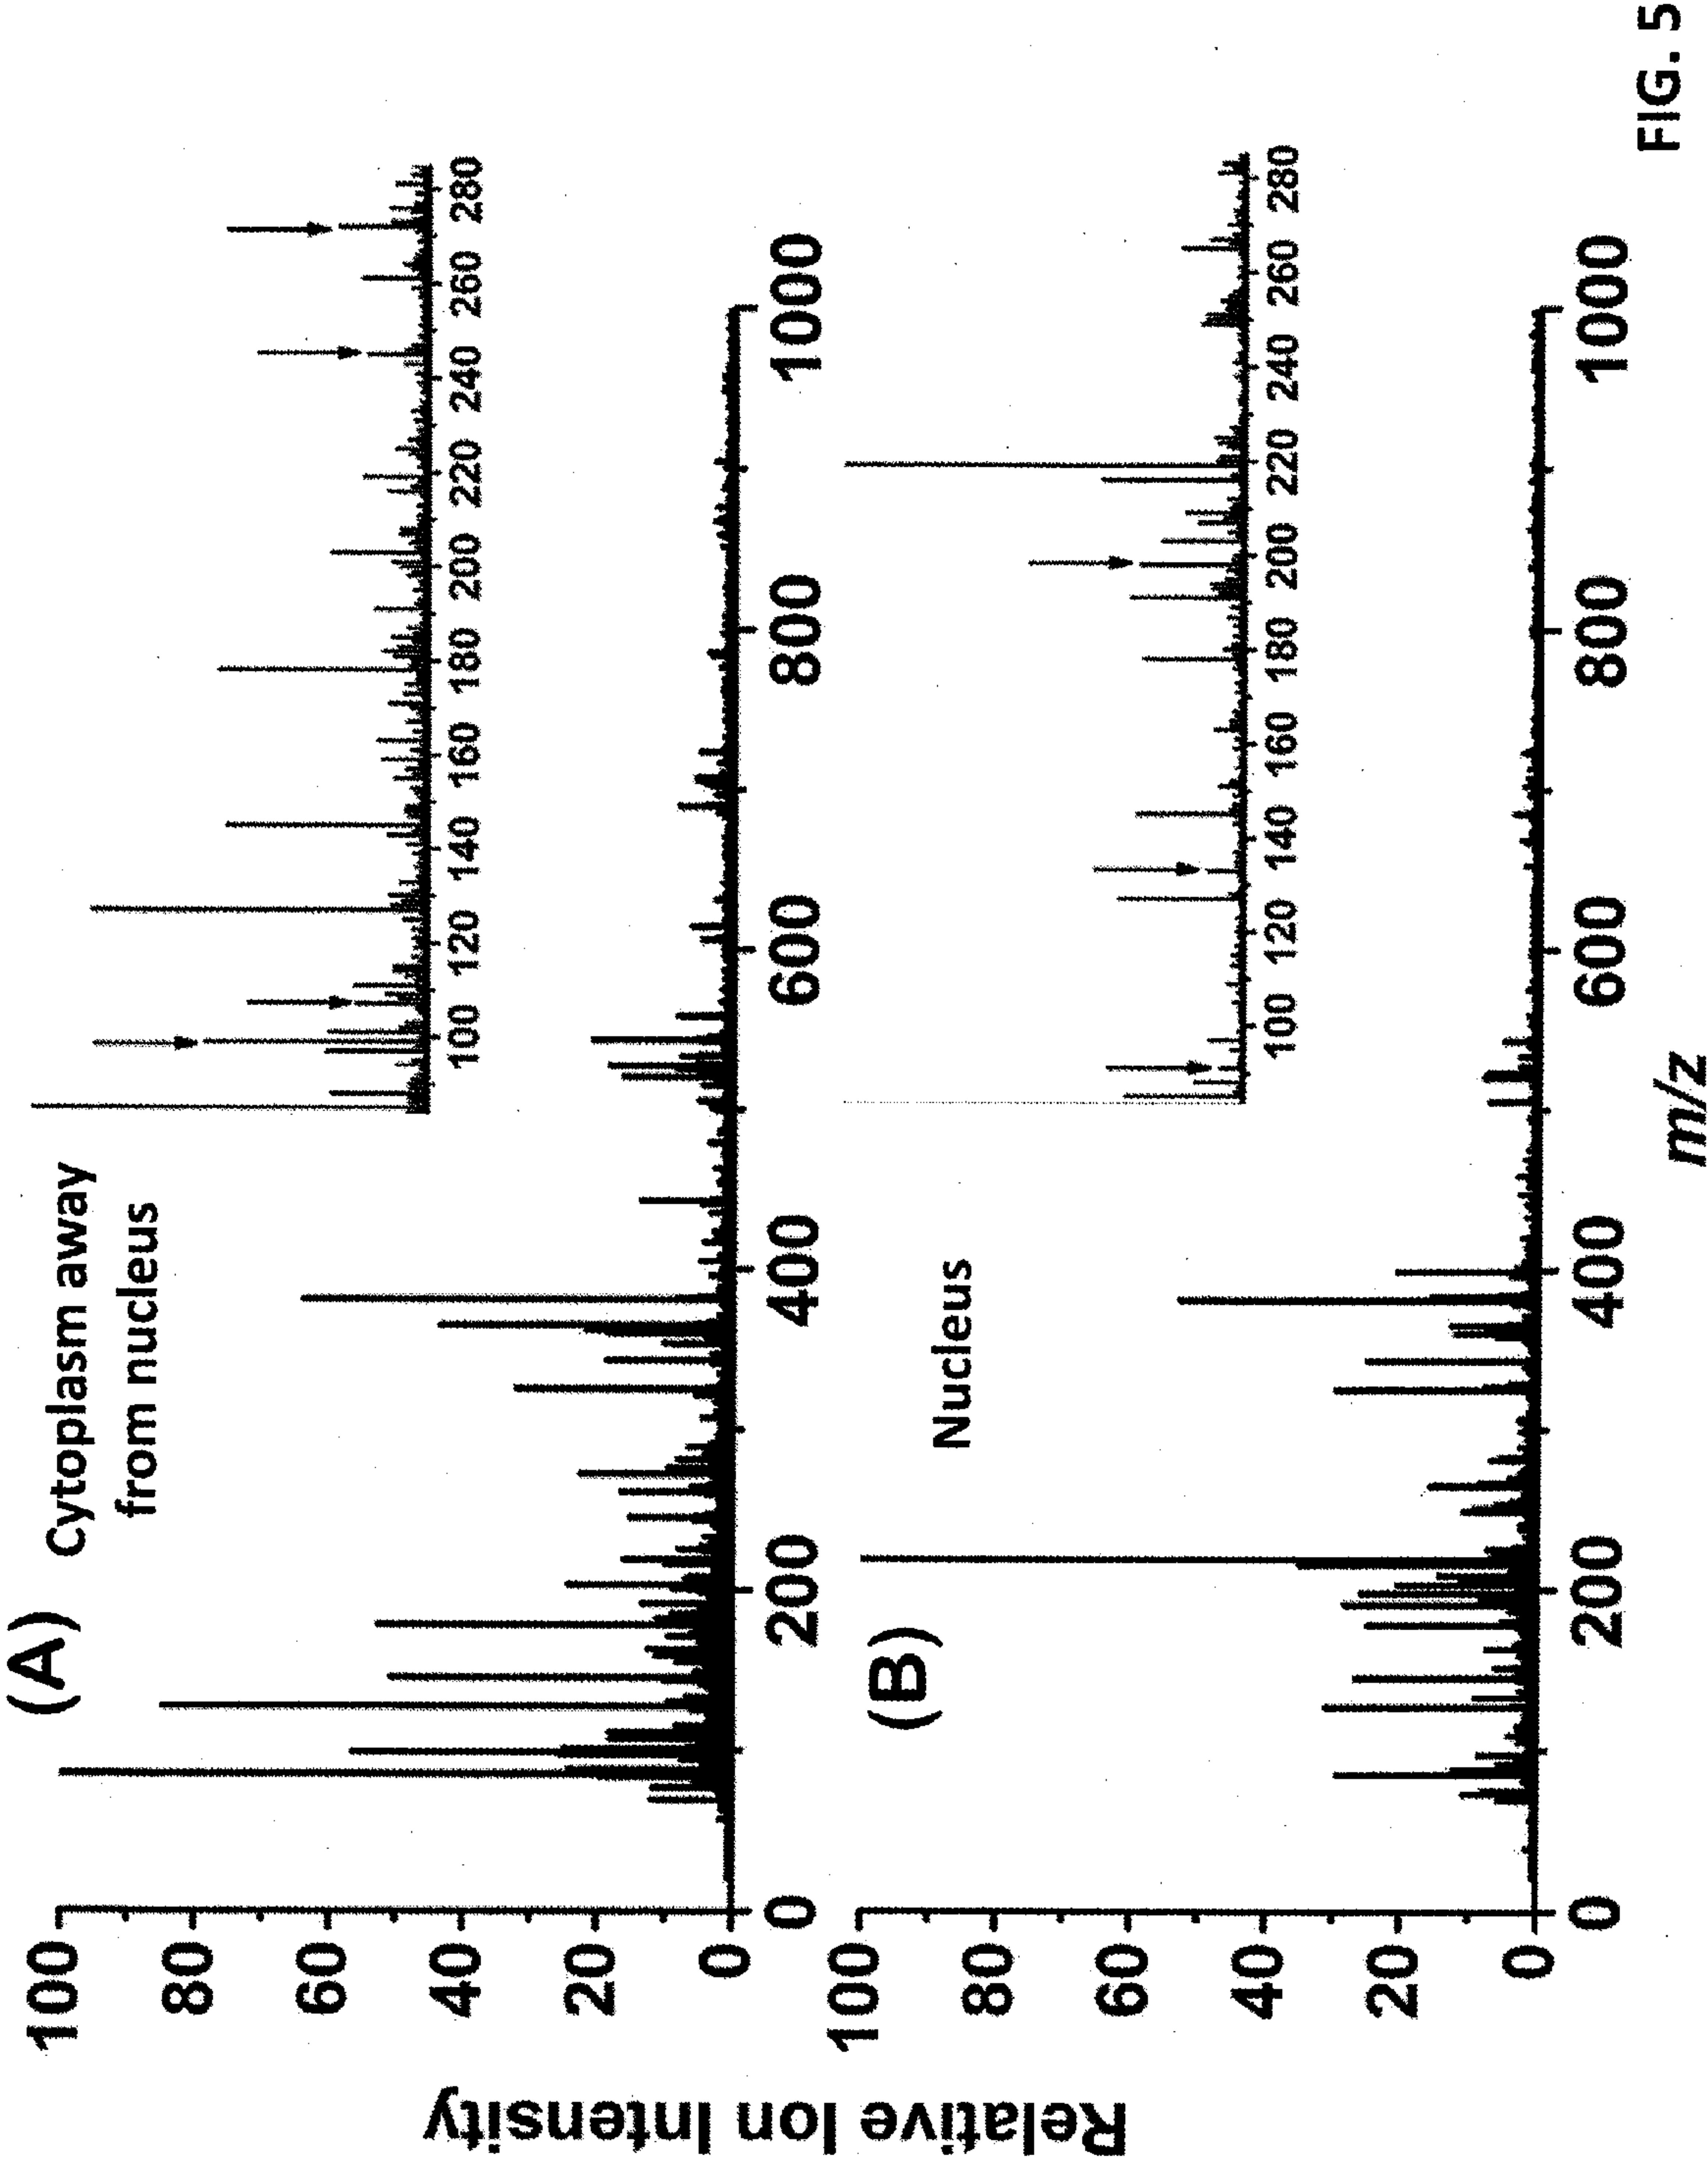 (A)
Cytoplasm away
from nucleus
100
80
60
40
20
0
100 120 140 160 180 200 220 240 260 280
0 200 400 600 800 1000
(B)
Nucleus
100
80
60
40
20
0
100 120 140 160 180 200 220 240 260 280
0 200 400 600 800 1000
Relative Ion Intensity
m/z
FIG. 5